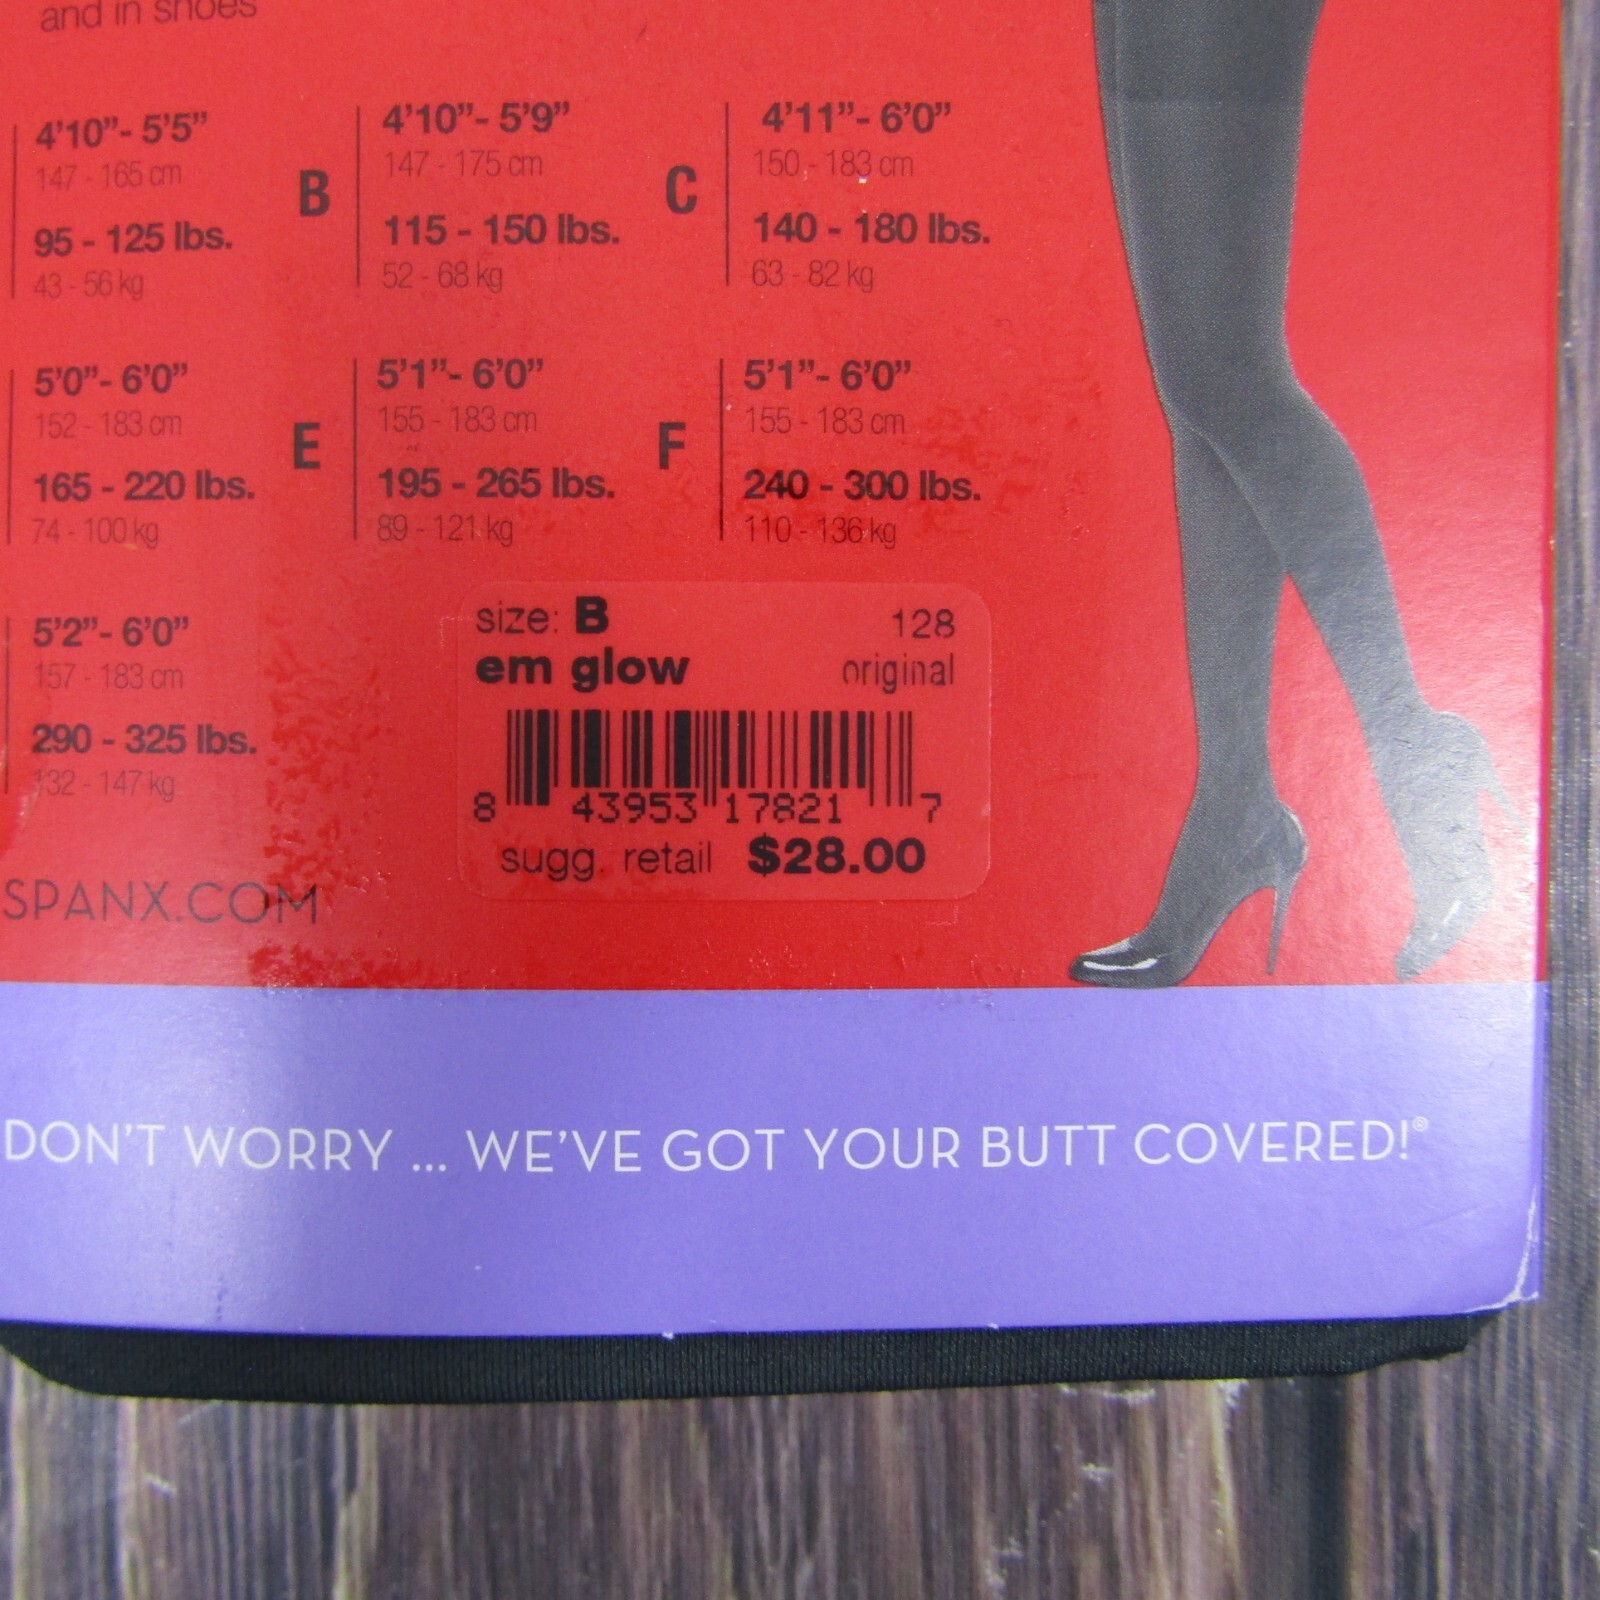 and in shoes
4'10"- 5'5"
147 - 165 cm
95 - 125 lbs.
43 - 56 kg
B
4'10"- 5'9"
147 - 175 cm
115 - 150 lbs.
52 - 68 kg
C
4'11"- 6'0"
150 - 183 cm
140 - 180 lbs.
63 - 82 kg
5'0"- 6'0"
152 - 183 cm
165 - 220 lbs.
74 - 100 kg
E
5'1"- 6'0"
155 - 183 cm
195 - 265 lbs.
89 - 121 kg
F
5'1"- 6'0"
155 - 183 cm
240 - 300 lbs.
110 - 136 kg
5'2"- 6'0"
157 - 183 cm
290 - 325 lbs.
132 - 147 kg
size: B 128
em glow original
8 43953 17821 7
sugg. retail $28.00
SPANX.COM
DON'T WORRY ... WE'VE GOT YOUR BUTT COVERED!®